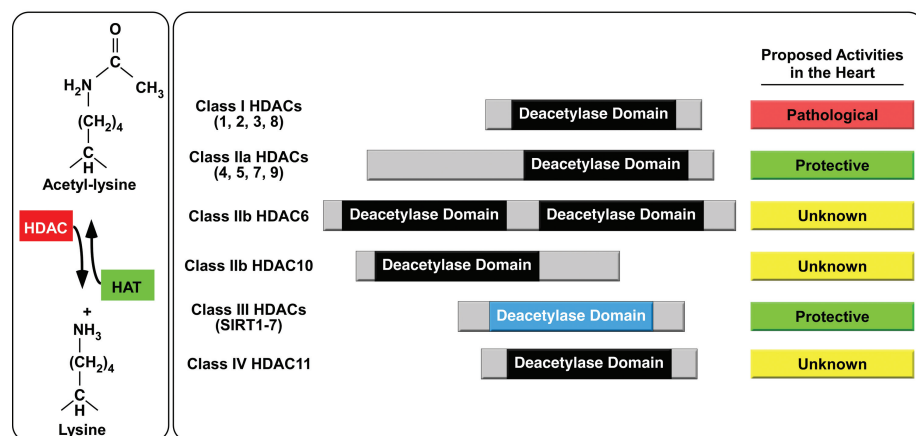 O
C
H₂N
CH₃
(CH₂)₄
C
H
Acetyl-lysine
HDAC
HAT
+
NH₃
(CH₂)₄
C
H
Lysine
Proposed Activities
in the Heart
Class I HDACs
(1, 2, 3, 8)
Deacetylase Domain
Pathological
Class IIa HDACs
(4, 5, 7, 9)
Deacetylase Domain
Protective
Class IIb HDAC6
Deacetylase Domain
Deacetylase Domain
Unknown
Class IIb HDAC10
Deacetylase Domain
Unknown
Class III HDACs
(SIRT1-7)
Deacetylase Domain
Protective
Class IV HDAC11
Deacetylase Domain
Unknown